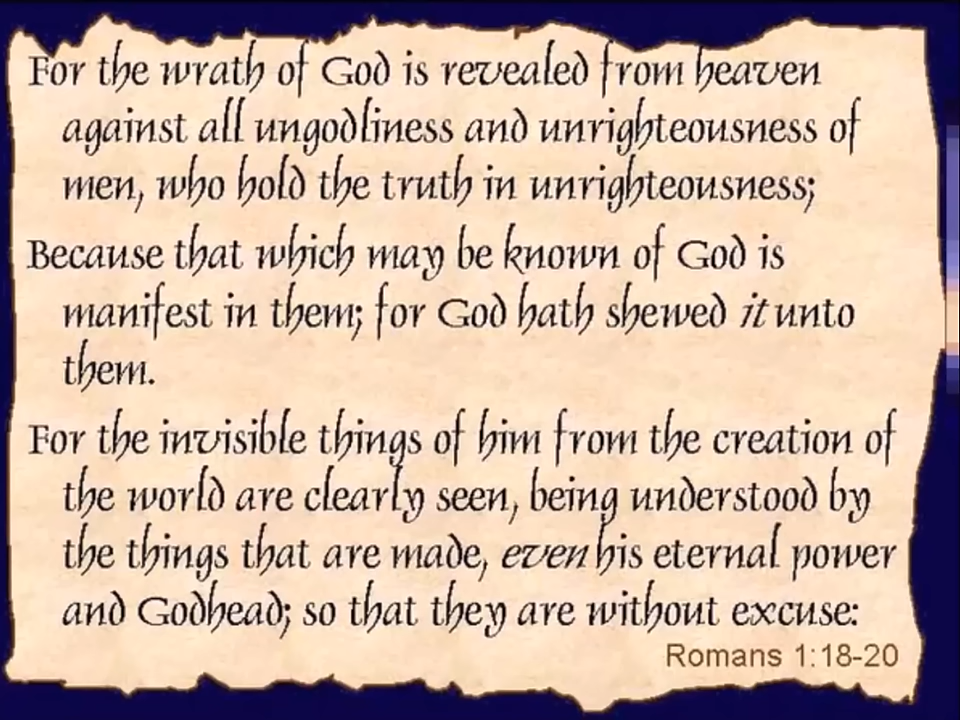 For the wrath of God is revealed from heaven
against all ungodliness and unrighteousness of
men, who hold the truth in unrighteousness;
Because that which may be known of God is
manifest in them; for God hath shewed it unto
them.
For the invisible things of him from the creation of
the world are clearly seen, being understood by
the things that are made, even his eternal power
and Godhead; so that they are without excuse:
Romans 1:18-20